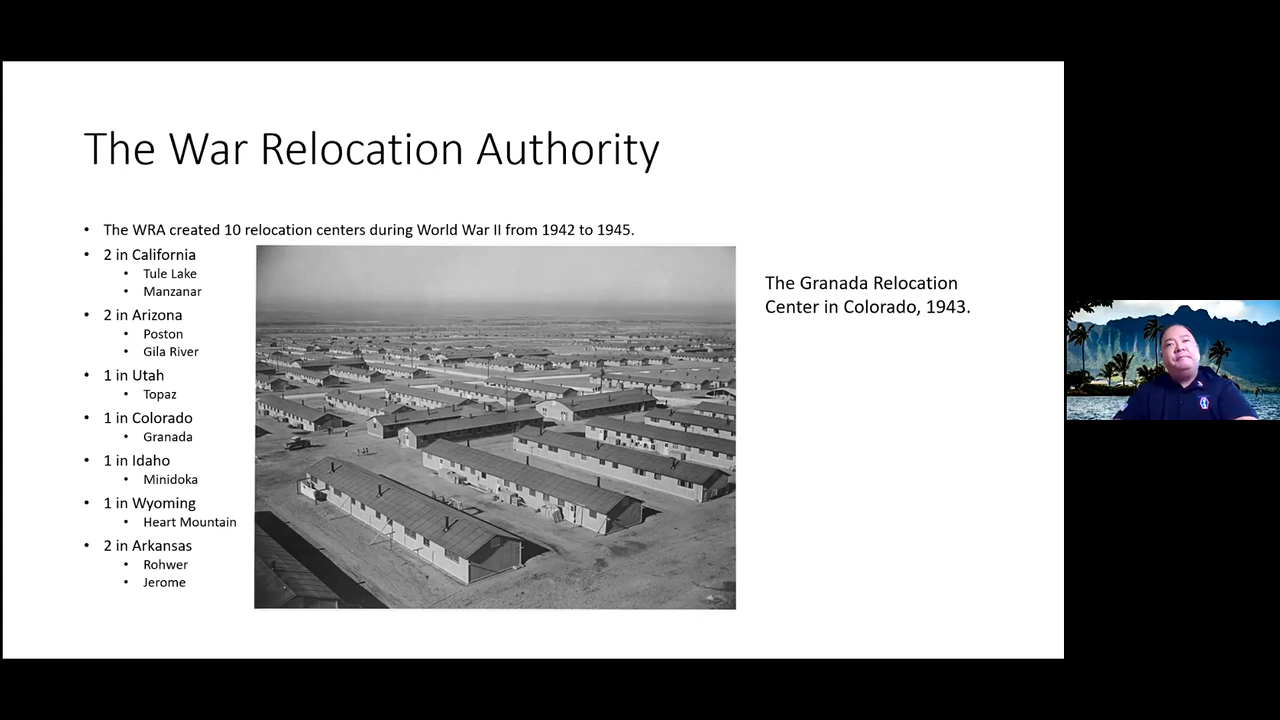 The War Relocation Authority
• The WRA created 10 relocation centers during World War II from 1942 to 1945.
• 2 in California
• Tule Lake
• Manzanar
• 2 in Arizona
• Poston
• Gila River
• 1 in Utah
• Topaz
• 1 in Colorado
• Granada
• 1 in Idaho
• Minidoka
• 1 in Wyoming
• Heart Mountain
• 2 in Arkansas
• Rohwer
• Jerome
The Granada Relocation
Center in Colorado, 1943.